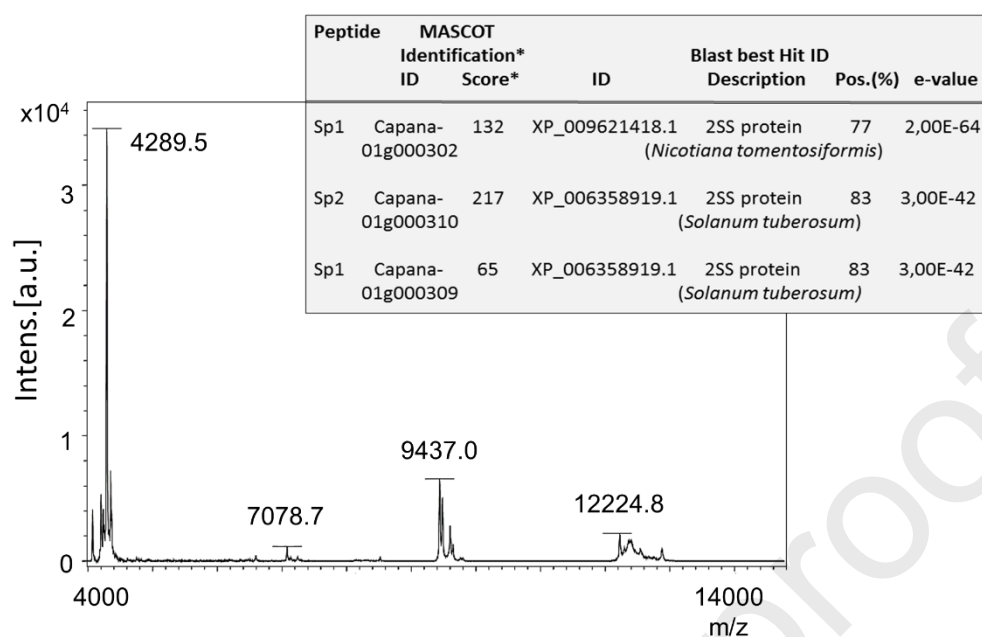 Peptide MASCOT
Identification* Blast best Hit ID
ID Score* ID Description Pos.(%) e-value
Sp1 Capana- 132 XP_009621418.1 2SS protein 77 2,00E-64
01g000302 (Nicotiana tomentosiformis)
Sp2 Capana- 217 XP_006358919.1 2SS protein 83 3,00E-42
01g000310 (Solanum tuberosum)
Sp1 Capana- 65 XP_006358919.1 2SS protein 83 3,00E-42
01g000309 (Solanum tuberosum)
x10⁴
4289.5
3
2
Intens.[a.u.]
1
9437.0
7078.7
12224.8
0
4000
14000
m/z
proof